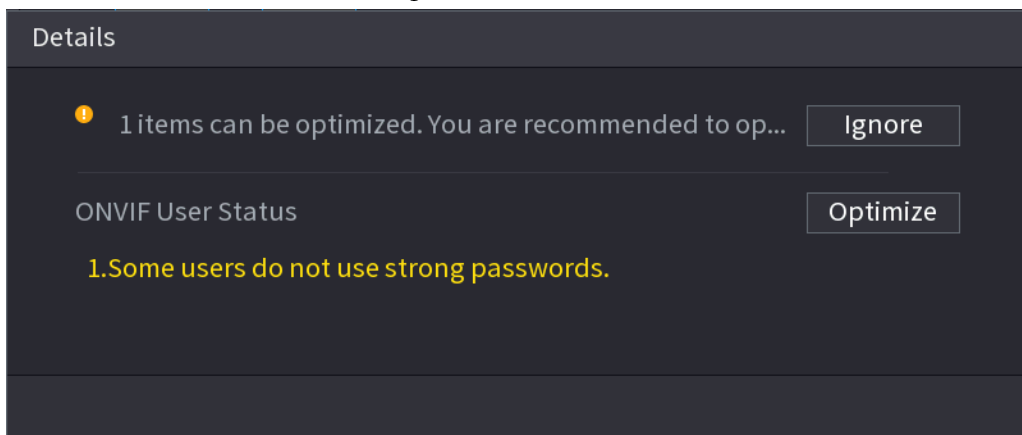 Details
1 items can be optimized. You are recommended to op... Ignore
ONVIF User Status Optimize
1.Some users do not use strong passwords.